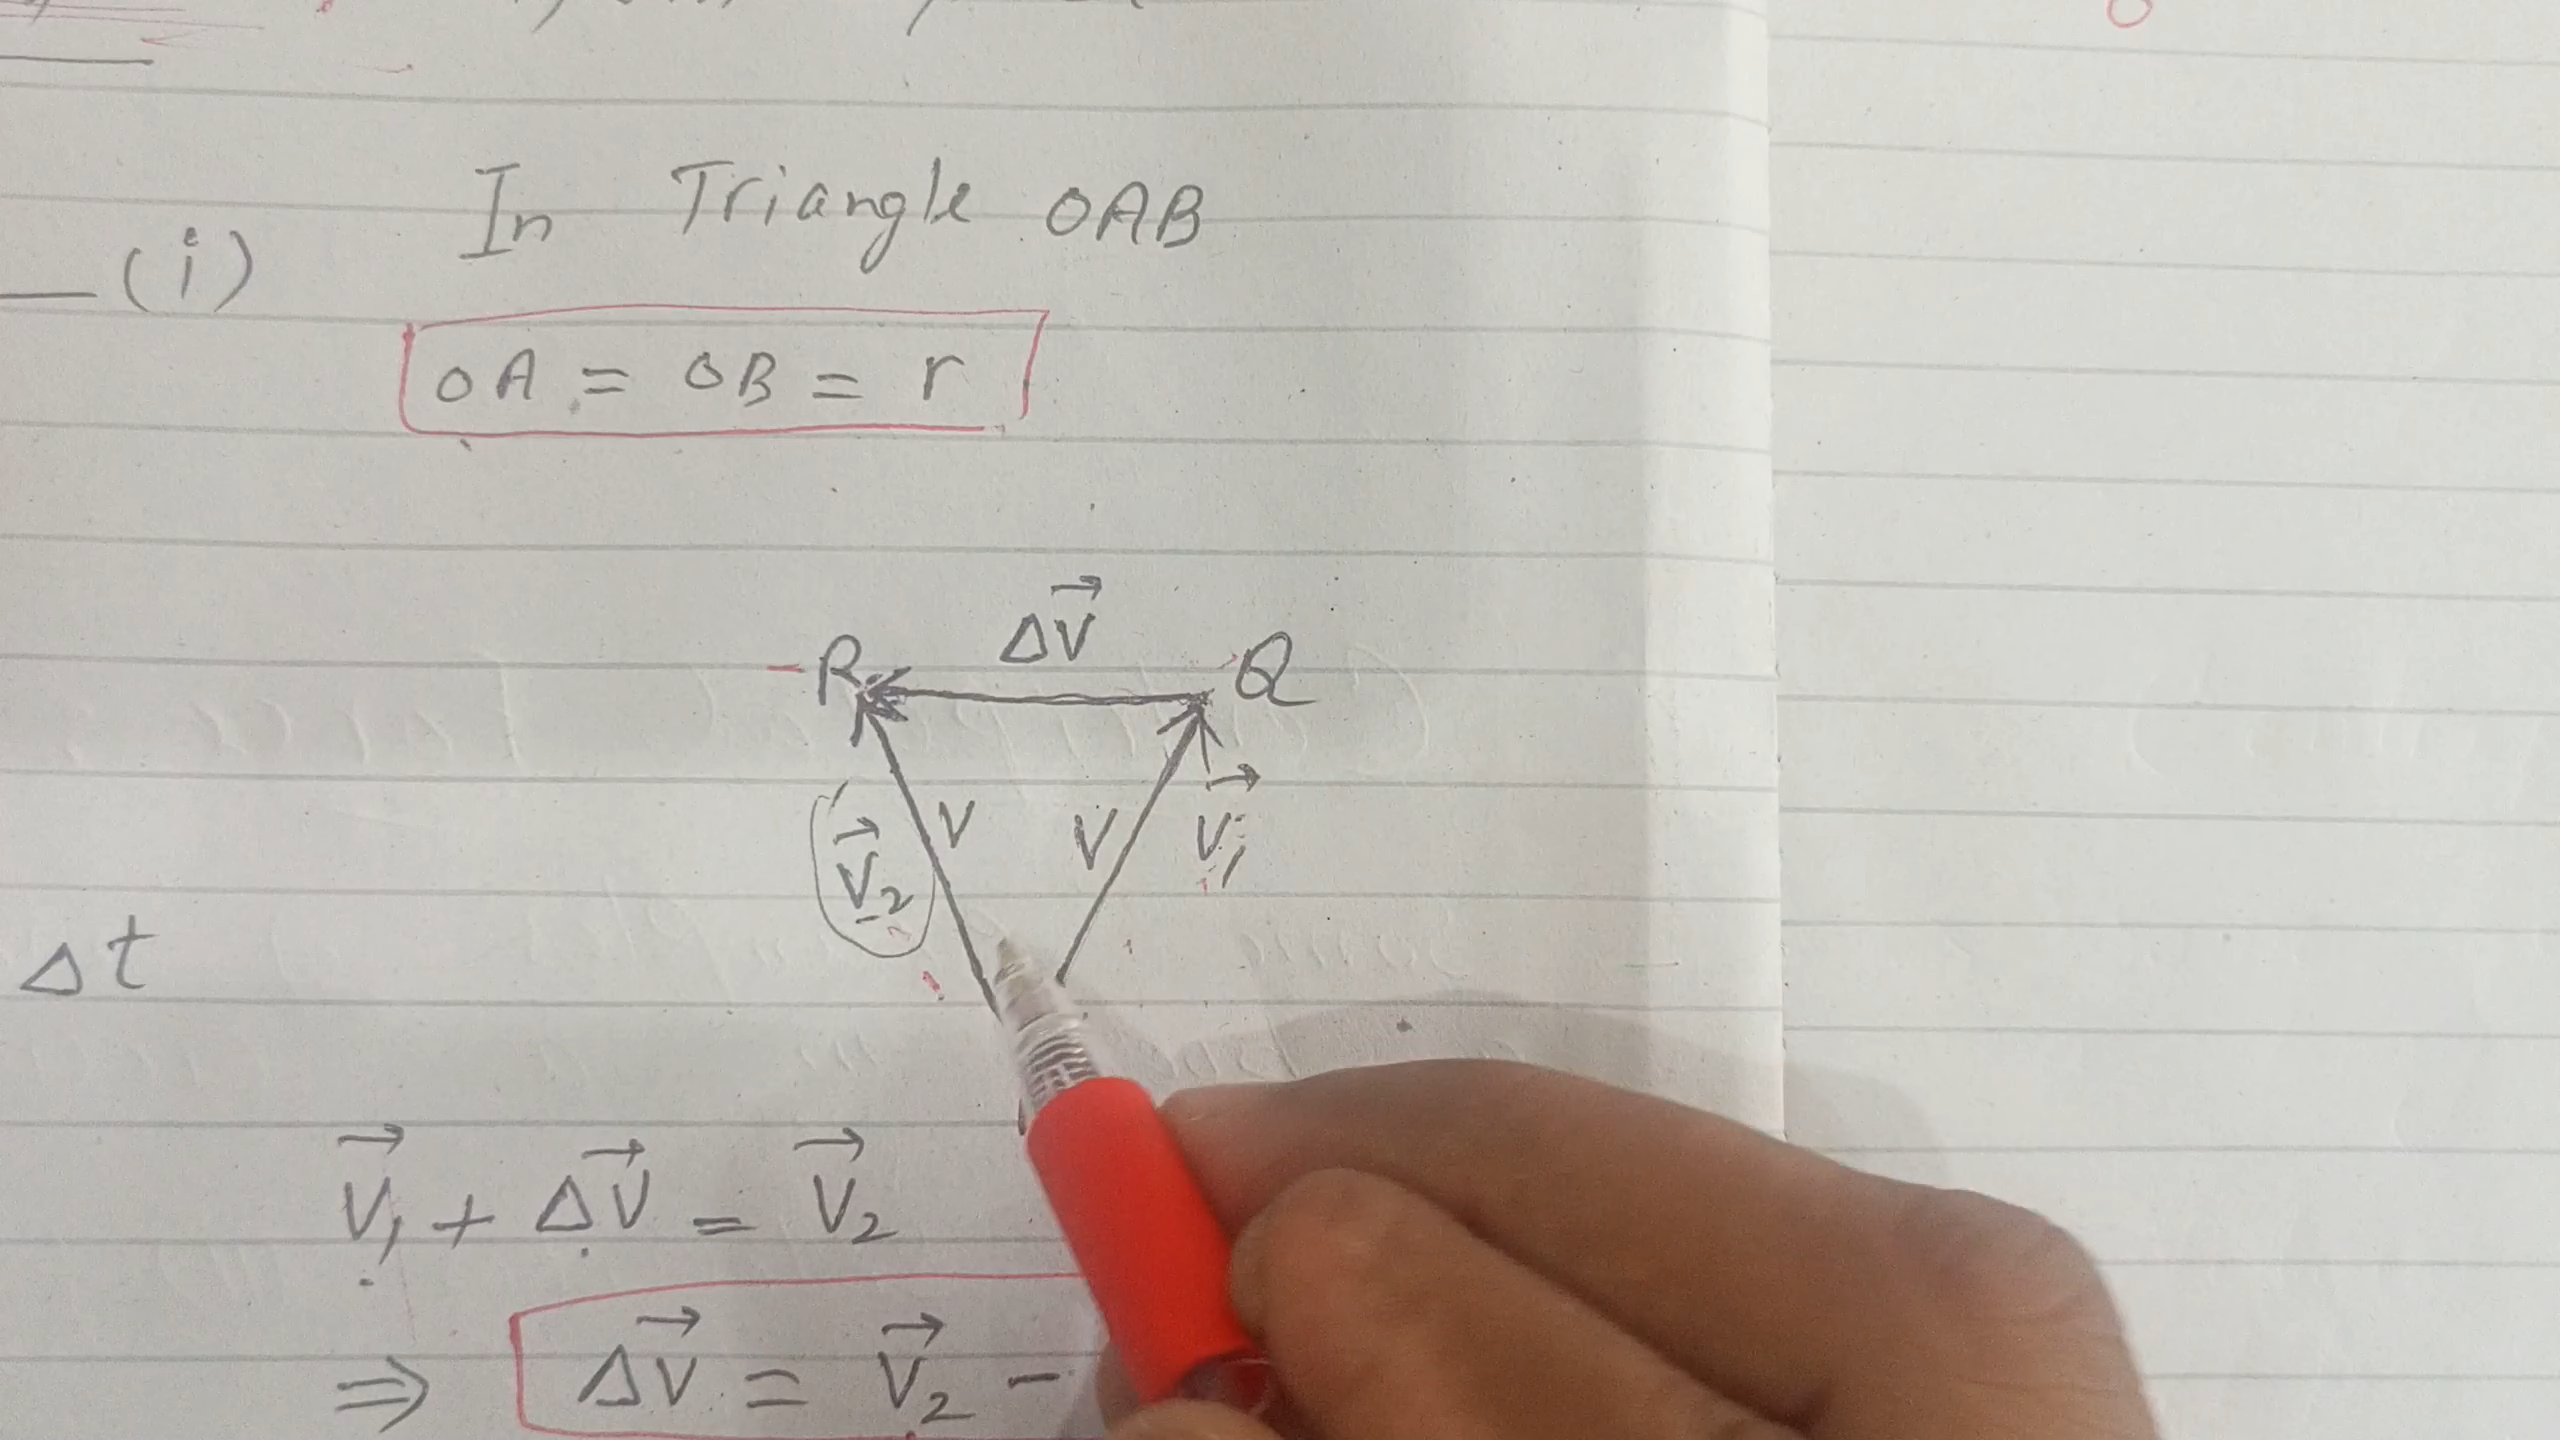 In Triangle OAB
(i)
OA = OB = r
ΔV⃗
R Q
V V
V⃗₂ V⃗₁
Δt
V⃗₁ + ΔV⃗ = V⃗₂
⇒ ΔV⃗ = V⃗₂ -